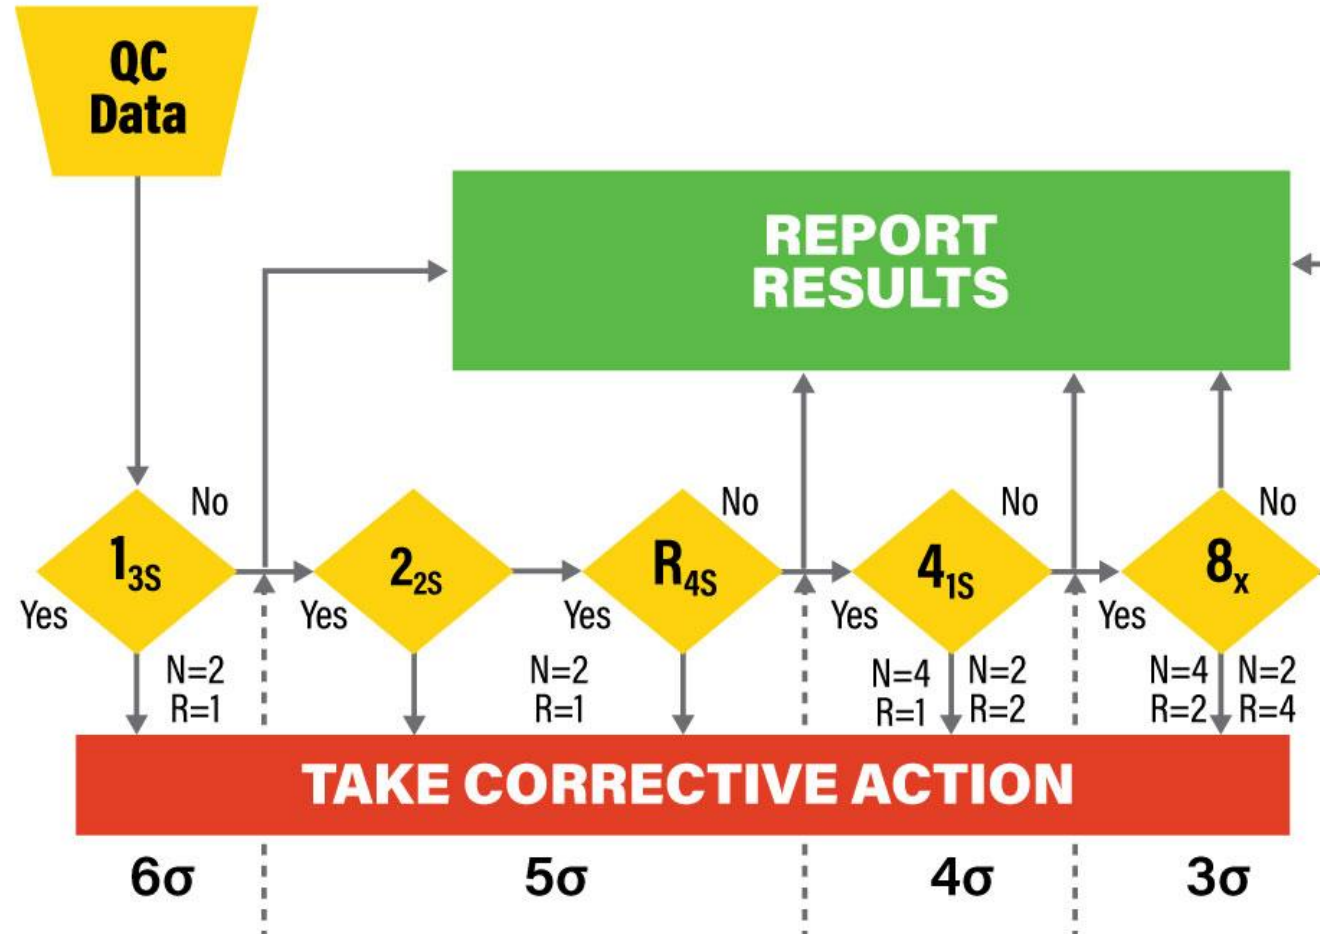 QC
Data
REPORT
RESULTS
No
No
No
No
1₃S
2₂S
R₄S
4₁S
8ₓ
Yes
Yes
Yes
Yes
Yes
N=2
R=1
N=2
R=1
N=4
R=1
N=2
R=2
N=4
R=2
N=2
R=4
TAKE CORRECTIVE ACTION
6σ
5σ
4σ
3σ